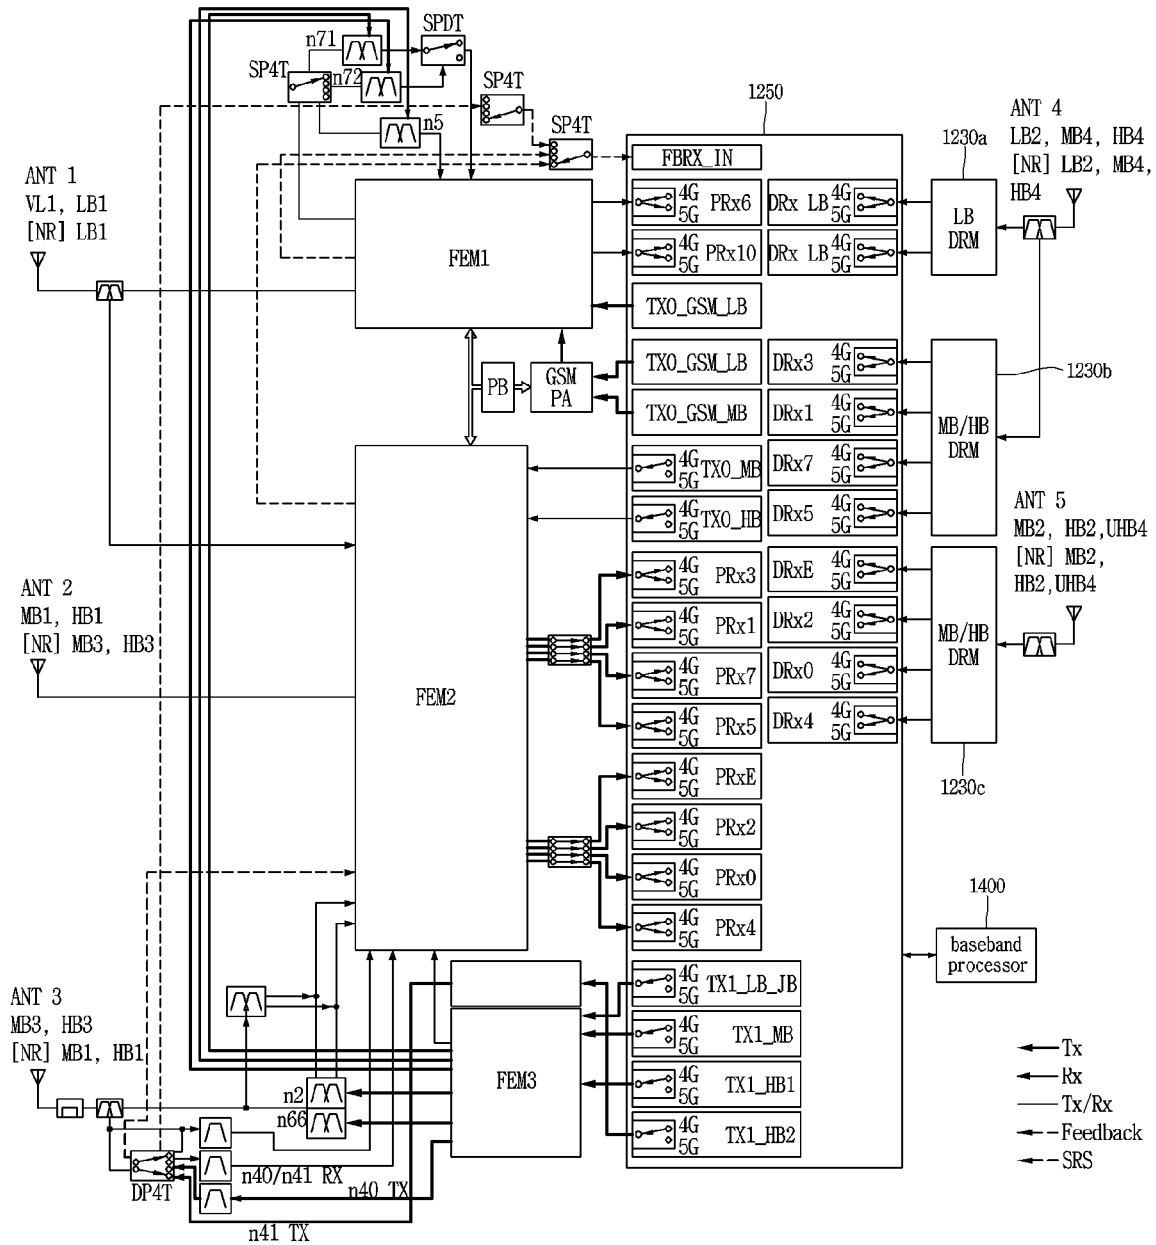 n71
SPDT
SP4T
n72
SP4T
n5
SP4T
1250
ANT 4
LB2, MB4, HB4
[NR] LB2, MB4,
HB4
1230a
ANT 1
VL1, LB1
[NR] LB1
FBRX_IN
4G
5G
PRx6
DRx LB
4G
5G
LB
DRM
FEM1
4G
5G
PRx10
DRx LB
4G
5G
TX0_GSM_LB
PB
GSM
PA
TX0_GSM_LB
DRx3
4G
5G
1230b
TX0_GSM_MB
DRx1
4G
5G
MB/HB
DRM
4G
5G
TX0_MB
DRx7
4G
5G
4G
5G
TX0_HB
DRx5
4G
5G
ANT 5
MB2, HB2,UHB4
[NR] MB2,
HB2,UHB4
ANT 2
MB1, HB1
[NR] MB3, HB3
4G
5G
PRx3
DRxE
4G
5G
4G
5G
PRx1
DRx2
4G
5G
MB/HB
DRM
FEM2
4G
5G
PRx7
DRx0
4G
5G
4G
5G
PRx5
DRx4
4G
5G
1230c
4G
5G
PRxE
4G
5G
PRx2
4G
5G
PRx0
4G
5G
PRx4
1400
baseband
processor
ANT 3
MB3, HB3
[NR] MB1, HB1
4G
5G
TX1_LB_JB
4G
5G
TX1_MB
FEM3
4G
5G
TX1_HB1
n2
n66
4G
5G
TX1_HB2
n40/n41 RX
DP4T
n40 TX
n41 TX
Tx
Rx
Tx/Rx
Feedback
SRS